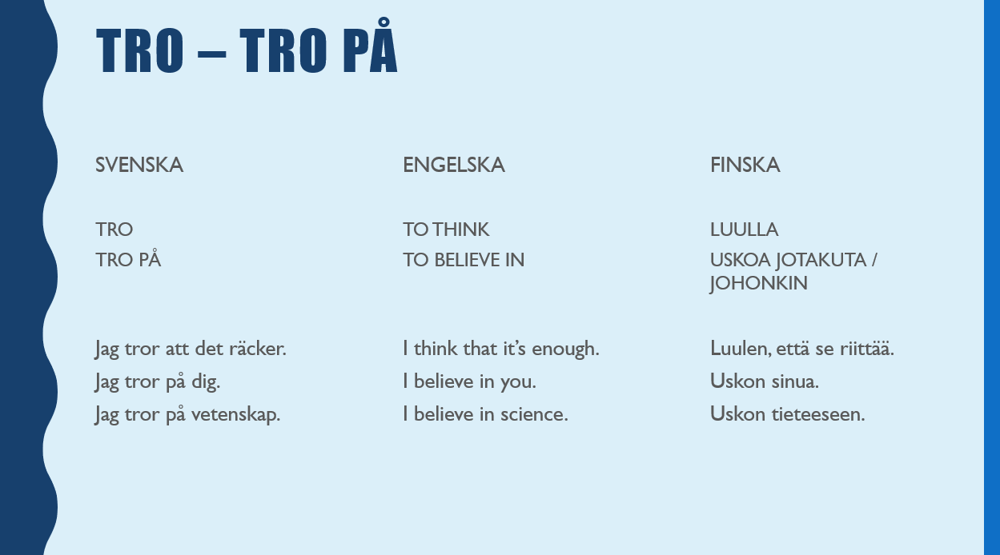 TRO – TRO PÅ
SVENSKA
TRO
TRO PÅ
Jag tror att det räcker.
Jag tror på dig.
Jag tror på vetenskap.
ENGELSKA
TO THINK
TO BELIEVE IN
I think that it’s enough.
I believe in you.
I believe in science.
FINSKA
LUULLA
USKOA JOTAKUTA /
JOHONKIN
Luulen, että se riittää.
Uskon sinua.
Uskon tieteeseen.